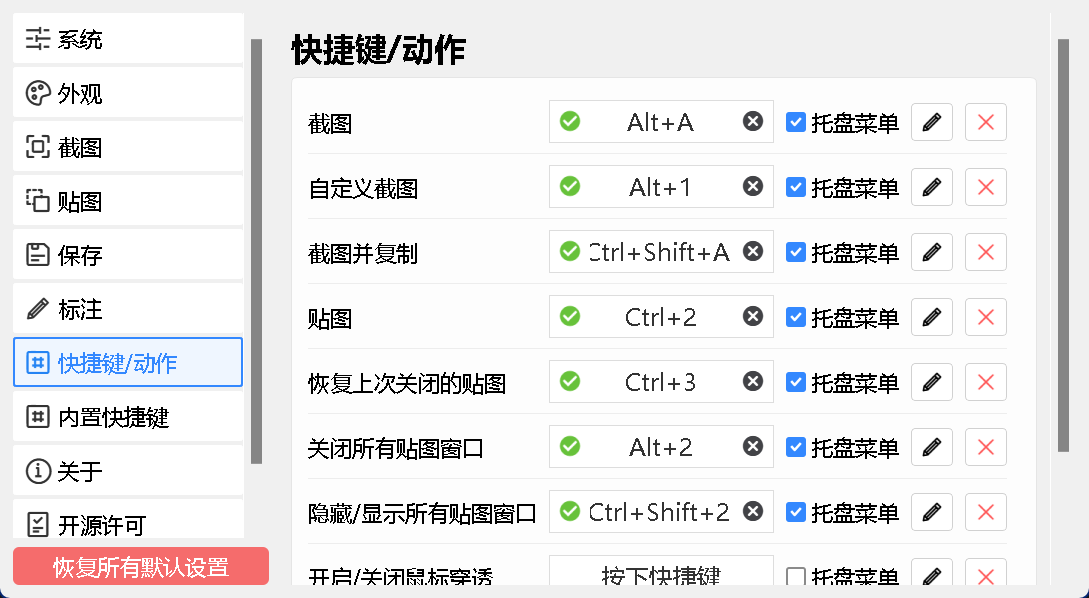 系统
外观
截图
贴图
保存
标注
快捷键/动作
内置快捷键
关于
开源许可
恢复所有默认设置
快捷键/动作
截图 Alt+A 托盘菜单
自定义截图 Alt+1 托盘菜单
截图并复制 Ctrl+Shift+A 托盘菜单
贴图 Ctrl+2 托盘菜单
恢复上次关闭的贴图 Ctrl+3 托盘菜单
关闭所有贴图窗口 Alt+2 托盘菜单
隐藏/显示所有贴图窗口 Ctrl+Shift+2 托盘菜单
开启/关闭鼠标穿透 按下快捷键 托盘菜单